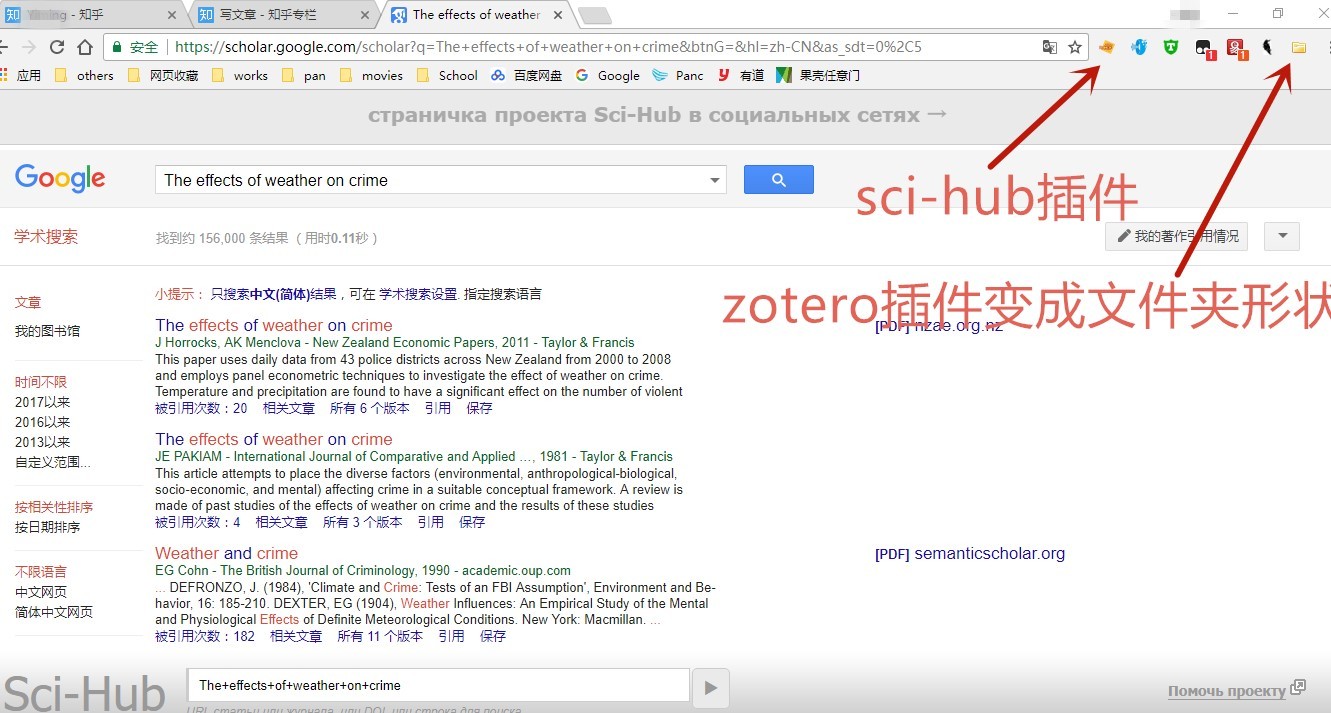 知 ing - 知乎
知 写文章 - 知乎专栏
The effects of weather
安全 https://scholar.google.com/scholar?q=The+effects+of+weather+on+crime&btnG=&hl=zh-CN&as_sdt=0%2C5
应用 others 网页收藏 works pan movies School 百度网盘 Google Panc 有道 果壳任意门
страничка проекта Sci-Hub в социальных сетях →
sci-hub插件
zotero插件变成文件夹形状
Google The effects of weather on crime
学术搜索 找到约 156,000 条结果 （用时0.11秒） 我的著作引用情况
文章
我的图书馆
时间不限
2017以来
2016以来
2013以来
自定义范围...
按相关性排序
按日期排序
不限语言
中文网页
简体中文网页
小提示： 只搜索中文(简体)结果，可在 学术搜索设置. 指定搜索语言
The effects of weather on crime
[PDF] nzae.org.nz
J Horrocks, AK Menclova - New Zealand Economic Papers, 2011 - Taylor & Francis
This paper uses daily data from 43 police districts across New Zealand from 2000 to 2008
and employs panel econometric techniques to investigate the effect of weather on crime.
Temperature and precipitation are found to have a significant effect on the number of violent
被引用次数：20 相关文章 所有 6 个版本 引用 保存
The effects of weather on crime
JE PAKIAM - International Journal of Comparative and Applied ..., 1981 - Taylor & Francis
This article attempts to place the diverse factors (environmental, anthropological-biological,
socio-economic, and mental) affecting crime in a suitable conceptual framework. A review is
made of past studies of the effects of weather on crime and the results of these studies
被引用次数：4 相关文章 所有 3 个版本 引用 保存
Weather and crime
[PDF] semanticscholar.org
EG Cohn - The British Journal of Criminology, 1990 - academic.oup.com
... DEFRONZO, J. (1984), 'Climate and Crime: Tests of an FBI Assumption', Environment and Be-
havior, 16: 185-210. DEXTER, EG (1904), Weather Influences: An Empirical Study of the Mental
and Physiological Effects of Definite Meteorological Conditions. New York: Macmillan. ...
被引用次数：182 相关文章 所有 11 个版本 引用 保存
Sci-Hub The+effects+of+weather+on+crime
Помочь проекту
URL статьи или журнала, или DOI, или строка для поиска